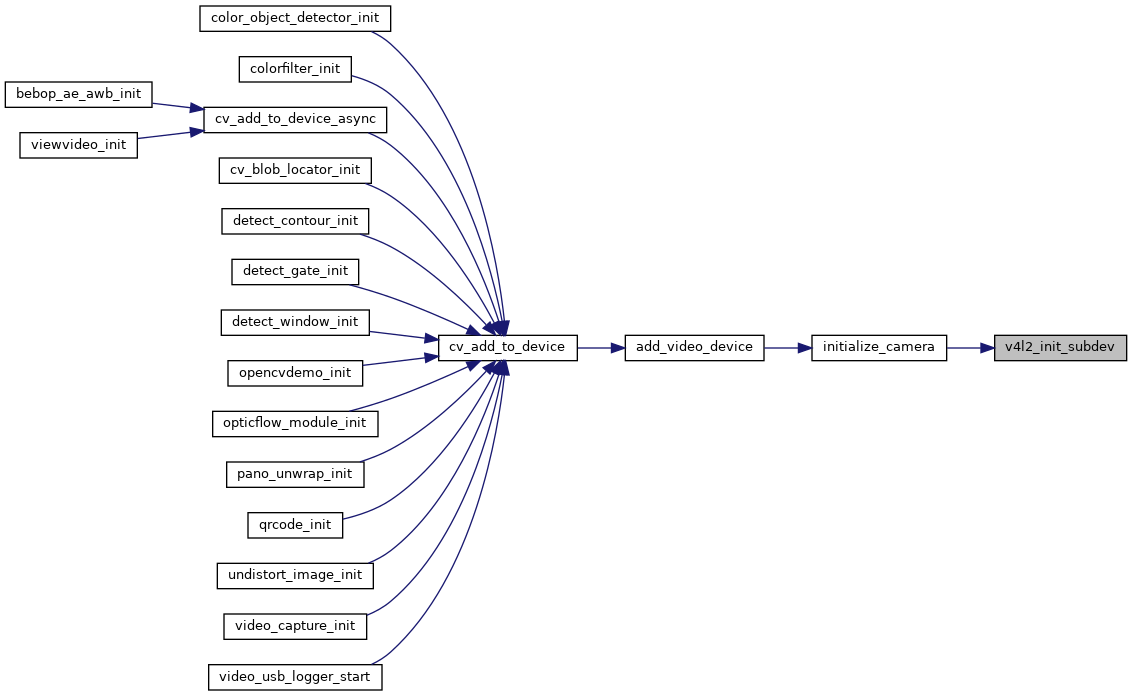 color_object_detector_init
colorfilter_init
bebop_ae_awb_init
cv_add_to_device_async
viewvideo_init
cv_blob_locator_init
detect_contour_init
detect_gate_init
detect_window_init
cv_add_to_device
add_video_device
initialize_camera
v4l2_init_subdev
opencvdemo_init
opticflow_module_init
pano_unwrap_init
qrcode_init
undistort_image_init
video_capture_init
video_usb_logger_start